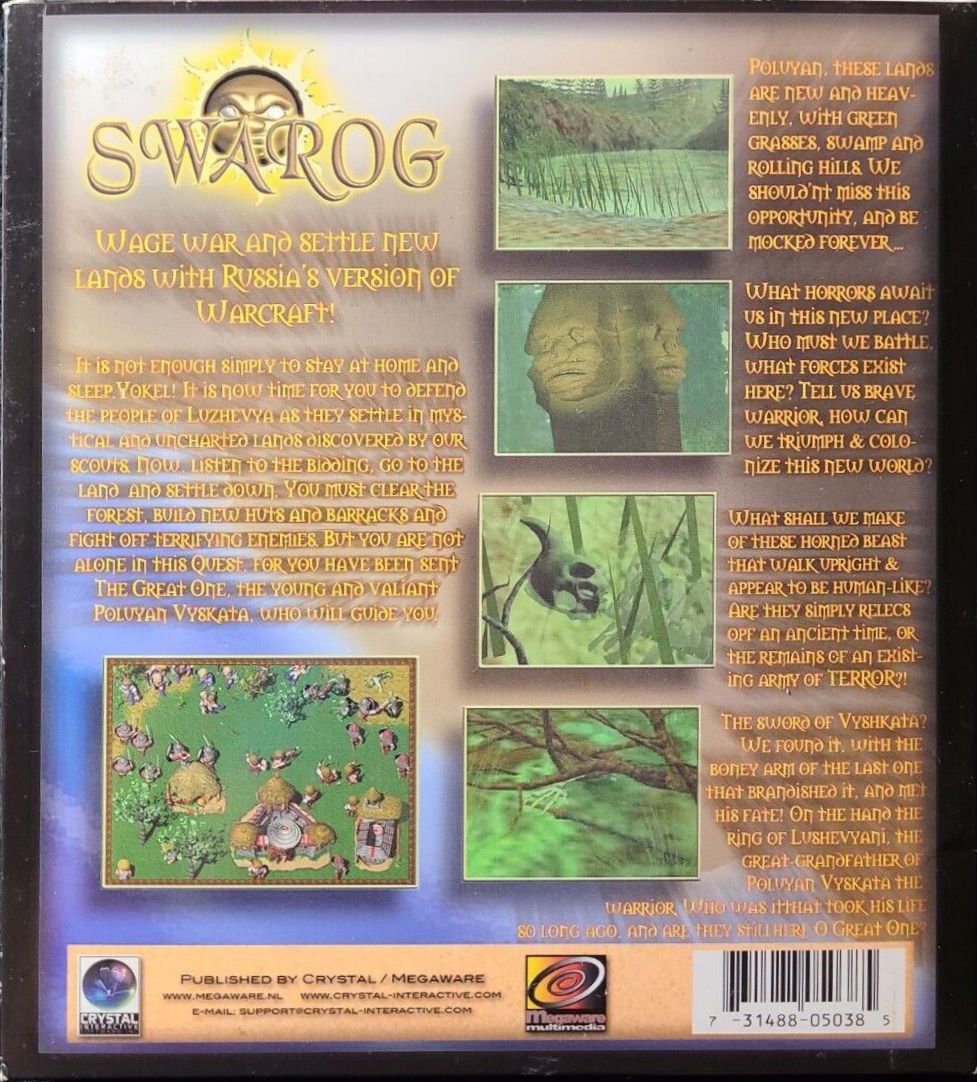 SWAROG
Wage war and settle new
lands with Russia's version of
Warcraft!
It is not enough simply to stay at home and
sleep, Yokel! It is now time for you to defend
the people of Luzhevya as they settle in mys-
tical and uncharted lands discovered by our
scouts. Now, listen to the bidding, go to the
land and settle down. You must clear the
forest, build new huts and barracks and
fight off terrifying enemies. But you are not
alone in this Quest, for you have been sent
The Great One, the young and valiant
Poluyan Vyskata, who will guide you.
Poluyan, these lands
are new and heav-
enly, with green
grasses, swamp and
rolling hills. We
should'nt miss this
opportunity, and be
mocked forever...
What horrors await
us in this new place?
Who must we battle,
what forces exist
here? Tell us brave
warrior, how can
we triumph & colo-
nize this new world?
What shall we make
of these horned beast
that walk upright &
appear to be human-like?
Are they simply relecs
opf an ancient time, or
the remains of an exist-
ing army of TERROR?!
The sword of Vyshkata?
We found it, with the
boney arm of the last one
that brandished it, and met
his fate! On the hand the
ring of Lushevyani, the
great-grandfather of
Poluyan Vyskata the
warrior. Who was itthat took his life
so long ago, and are they stillhere O Great One?
CRYSTAL
INTERACTIVE
Published by Crystal / Megaware
www.megaware.nl www.crystal-interactive.com
e-mail: support@crystal-interactive.com
Megaware
multimedia
7 -31488-05038 5